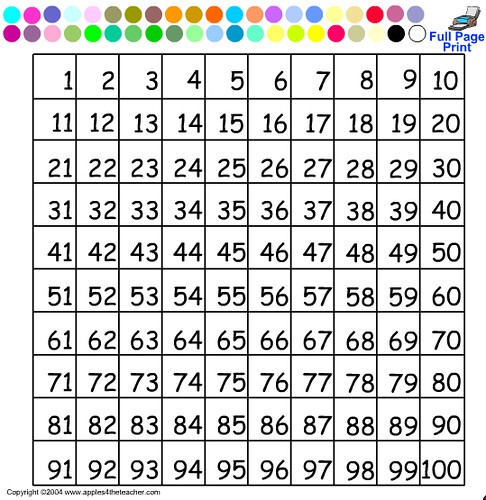 Full Page
Print
1 2 3 4 5 6 7 8 9 10
11 12 13 14 15 16 17 18 19 20
21 22 23 24 25 26 27 28 29 30
31 32 33 34 35 36 37 38 39 40
41 42 43 44 45 46 47 48 49 50
51 52 53 54 55 56 57 58 59 60
61 62 63 64 65 66 67 68 69 70
71 72 73 74 75 76 77 78 79 80
81 82 83 84 85 86 87 88 89 90
91 92 93 94 95 96 97 98 99 100
Copyright ©2004 www.apples4theteacher.com